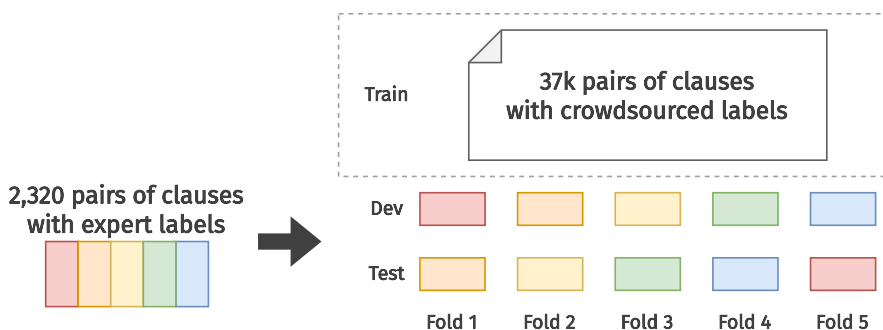 2,320 pairs of clauses
with expert labels
Train
37k pairs of clauses
with crowdsourced labels
Dev
Test
Fold 1
Fold 2
Fold 3
Fold 4
Fold 5